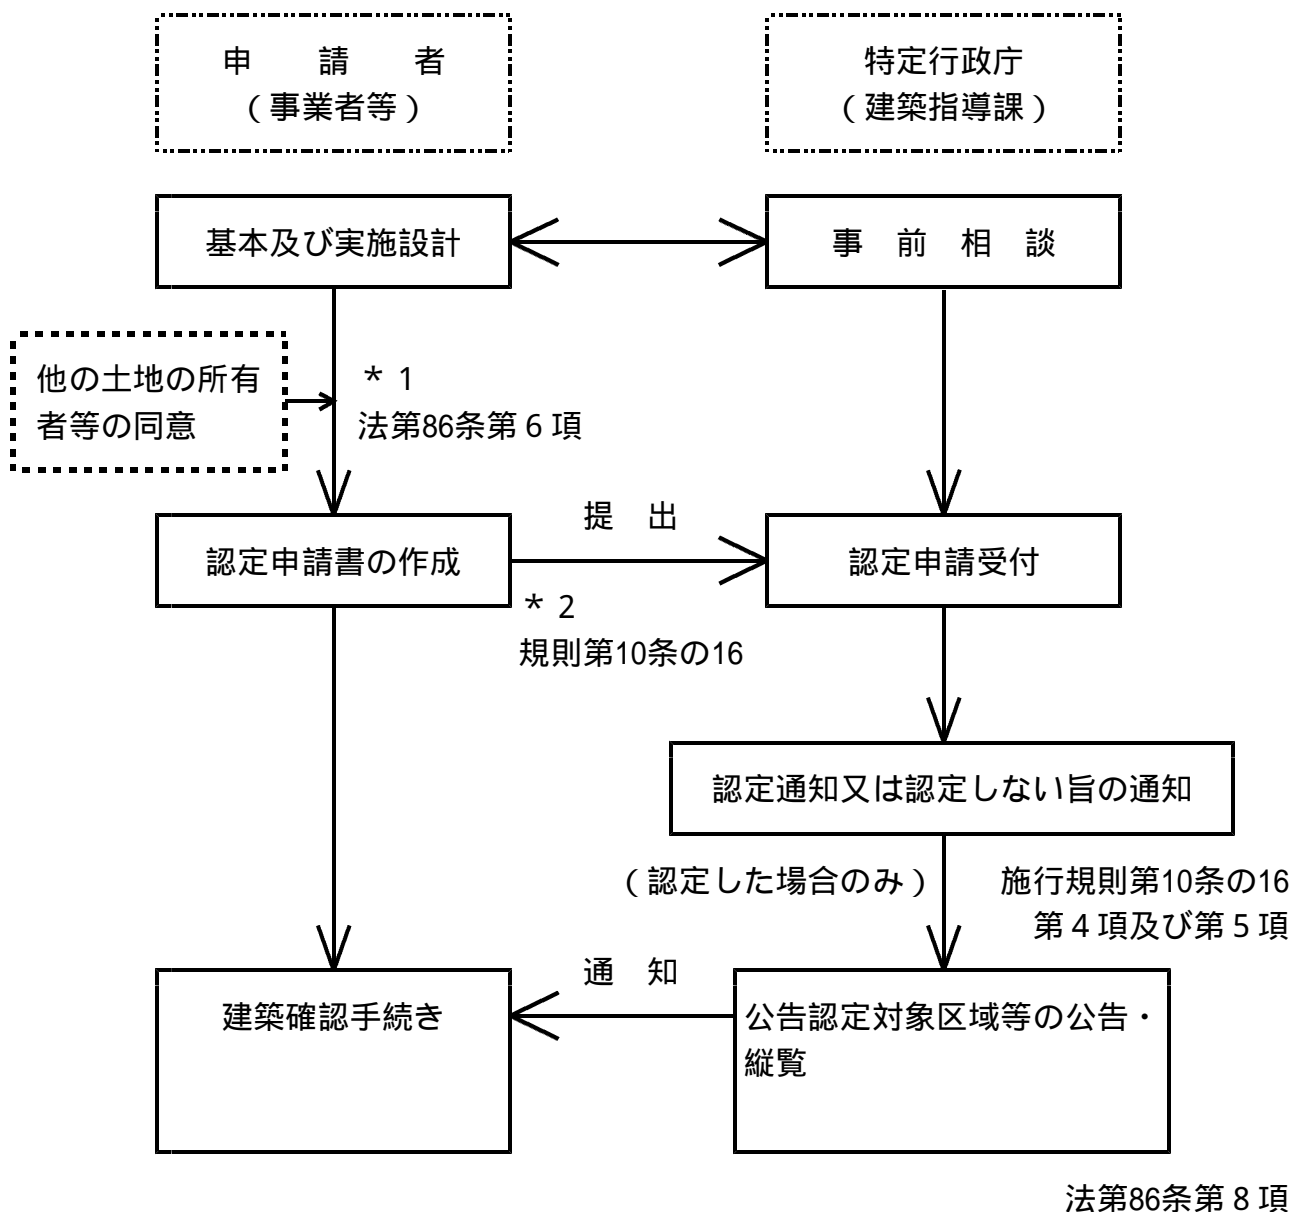 申　請　者
（事業者等）
特定行政庁
（建築指導課）
基本及び実施設計
事　前　相　談
他の土地の所有
者等の同意
＊１
法第86条第６項
認定申請書の作成
提　出
認定申請受付
＊２
規則第10条の16
認定通知又は認定しない旨の通知
（認定した場合のみ）
施行規則第10条の16
第４項及び第５項
建築確認手続き
通　知
公告認定対象区域等の公告・
縦覧
法第86条第８項